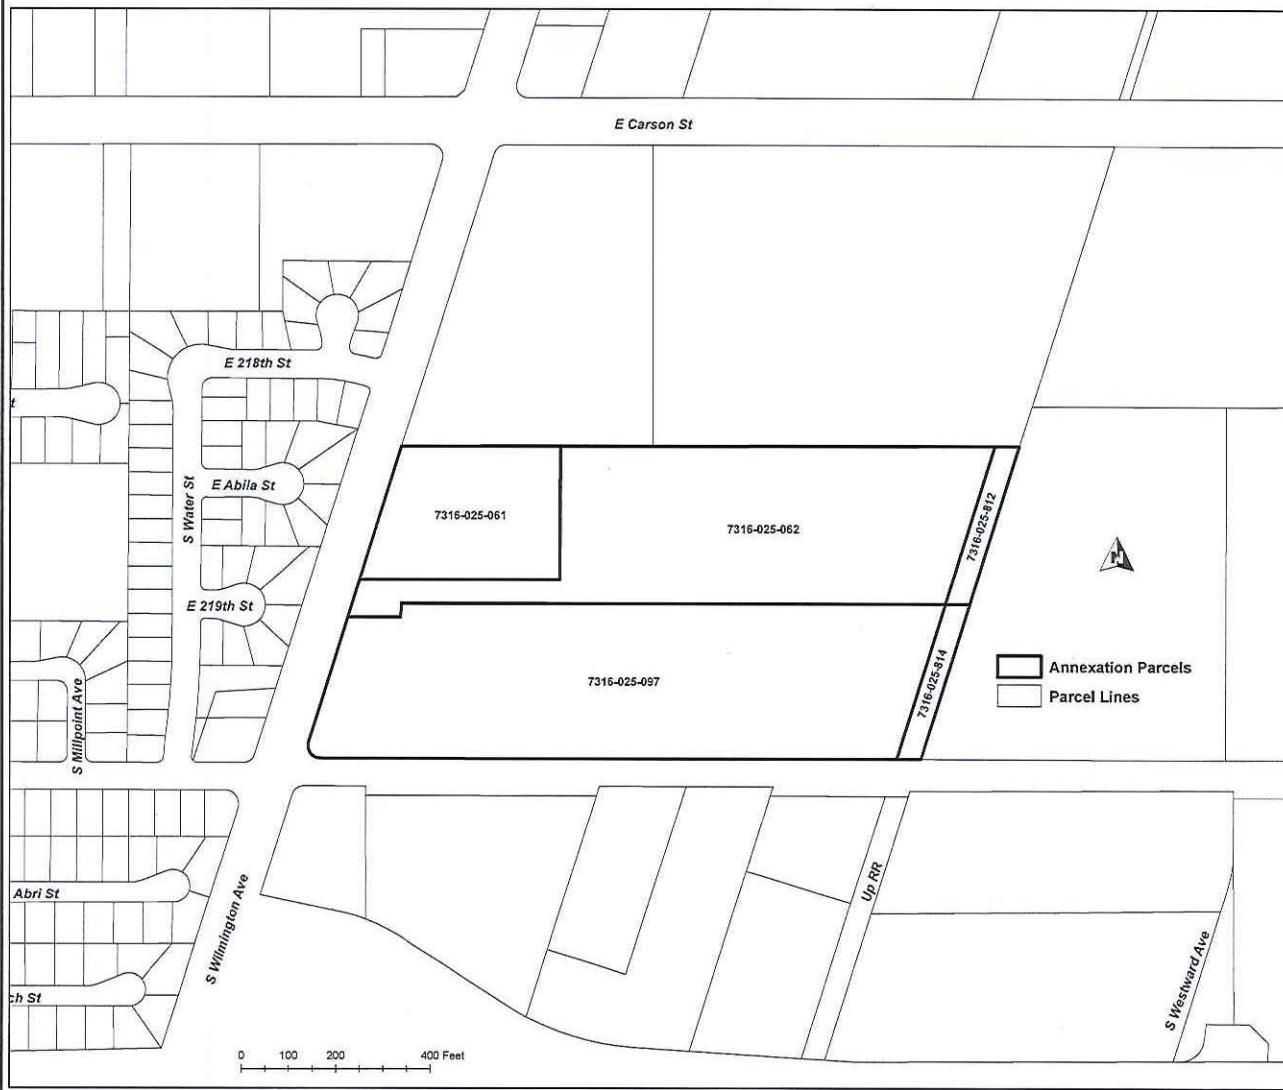 E Carson St
E 218th St
t
E Abila St
S Water St
7316-025-061
7316-025-062
7316-025-812
E 219th St
N
7316-025-097
7316-025-814
Annexation Parcels
Parcel Lines
S Millpoint Ave
Abri St
Up RR
S Wilmington Ave
S Westward Ave
ch St
0 100 200 400 Feet